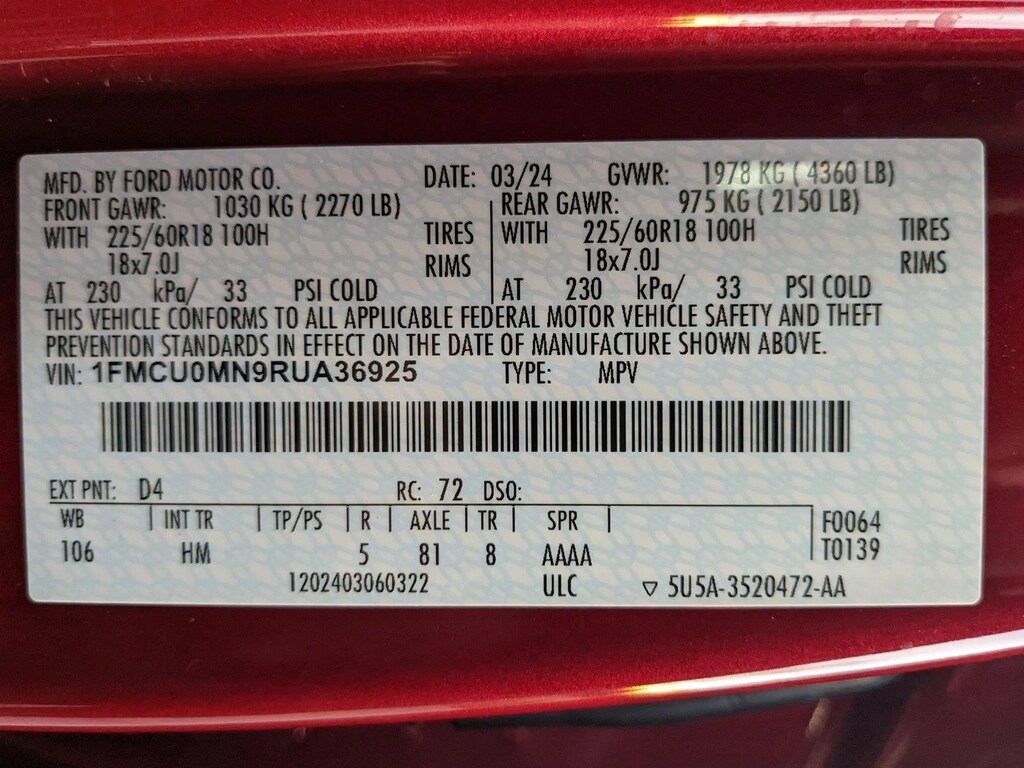 MFD. BY FORD MOTOR CO. DATE: 03/24 GVWR: 1978 KG ( 4360 LB)
FRONT GAWR: 1030 KG ( 2270 LB) REAR GAWR: 975 KG ( 2150 LB)
WITH 225/60R18 100H TIRES WITH 225/60R18 100H TIRES
18x7.0J RIMS 18x7.0J RIMS
AT 230 kPa/ 33 PSI COLD AT 230 kPa/ 33 PSI COLD
THIS VEHICLE CONFORMS TO ALL APPLICABLE FEDERAL MOTOR VEHICLE SAFETY AND THEFT
PREVENTION STANDARDS IN EFFECT ON THE DATE OF MANUFACTURE SHOWN ABOVE.
VIN: 1FMCU0MN9RUA36925 TYPE: MPV
EXT PNT: D4 RC: 72 DSO:
WB | INT TR | TP/PS | R | AXLE | TR | SPR | F0064
106 HM 5 81 8 AAAA T0139
1202403060322 ULC ▽ 5U5A-3520472-AA